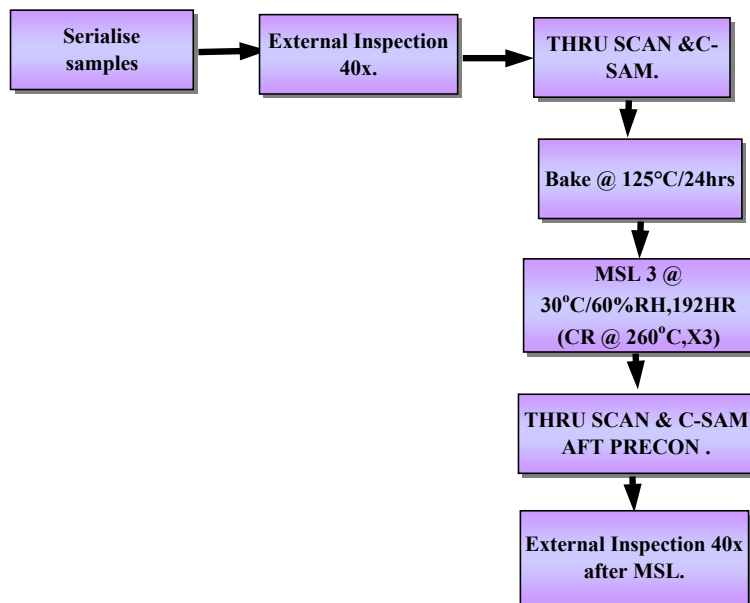 Serialise
samples
External Inspection
40x.
THRU SCAN &C-
SAM.
Bake @ 125°C/24hrs
MSL 3 @
30°C/60%RH,192HR
(CR @ 260°C,X3)
THRU SCAN & C-SAM
AFT PRECON .
External Inspection 40x
after MSL.